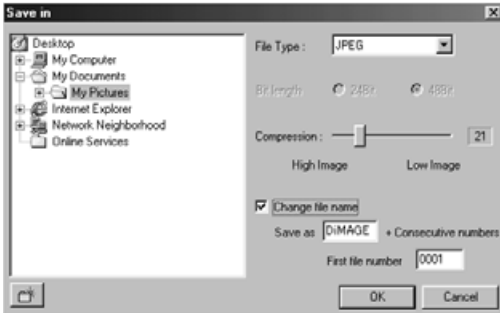 Save in
Desktop
My Computer
My Documents
My Pictures
Internet Explorer
Network Neighborhood
Online Services
File Type : JPEG
Bit length: 24Bit 48Bit
Compression : 21
High Image Low Image
Change file name
Save as DiMAGE + Consecutive numbers
First file number 0001
OK Cancel